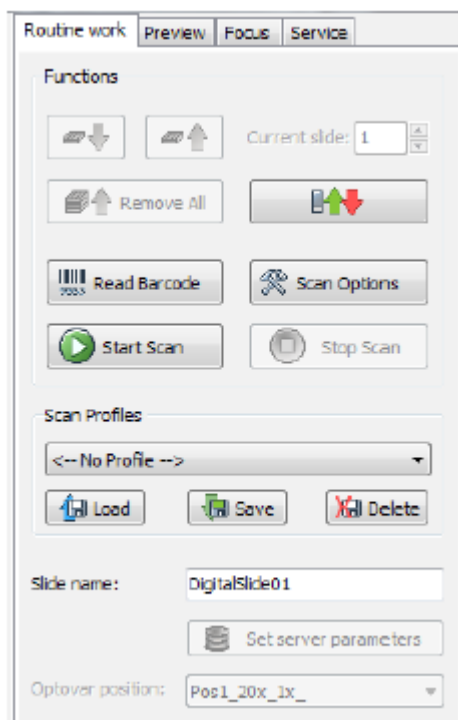 Routine work Preview Focus Service
Functions
Current slide: 1
Remove All
Read Barcode Scan Options
Start Scan Stop Scan
Scan Profiles
<-- No Profile -->
Load Save Delete
Slide name: DigitalSlide01
Set server parameters
Optover position: Pos1_20x_1x_